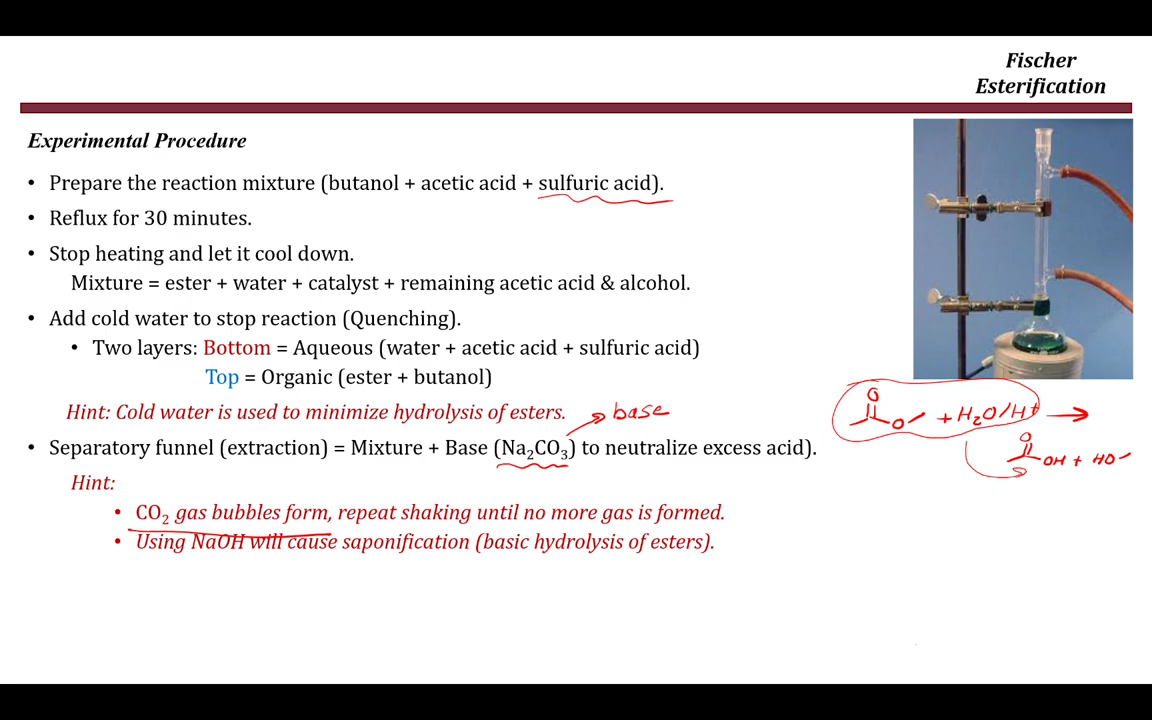 Fischer
Esterification
Experimental Procedure
• Prepare the reaction mixture (butanol + acetic acid + sulfuric acid).
• Reflux for 30 minutes.
• Stop heating and let it cool down.
Mixture = ester + water + catalyst + remaining acetic acid & alcohol.
• Add cold water to stop reaction (Quenching).
• Two layers: Bottom = Aqueous (water + acetic acid + sulfuric acid)
Top = Organic (ester + butanol)
Hint: Cold water is used to minimize hydrolysis of esters.
base
O
O + H₂O/H+
• Separatory funnel (extraction) = Mixture + Base (Na₂CO₃) to neutralize excess acid).
O
OH + HO
Hint:
• CO₂ gas bubbles form, repeat shaking until no more gas is formed.
• Using NaOH will cause saponification (basic hydrolysis of esters).